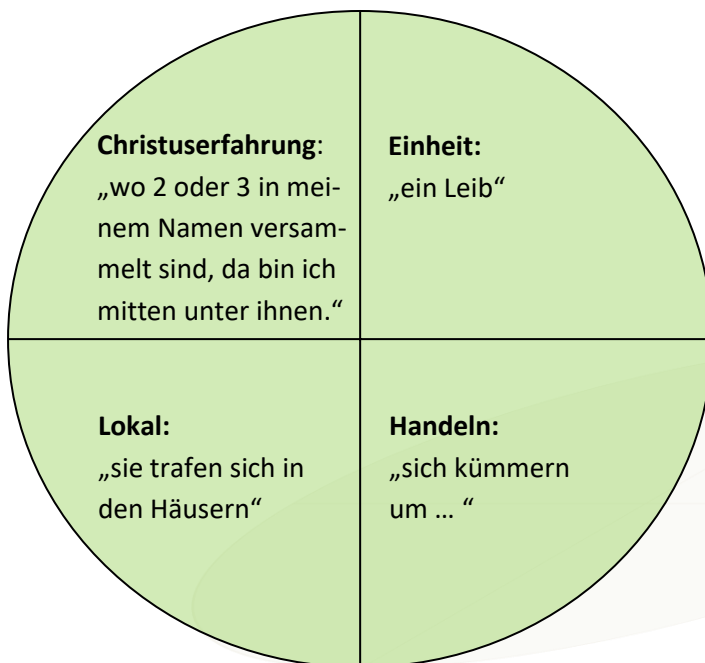 Christuserfahrung:
„wo 2 oder 3 in mei-
nem Namen versam-
melt sind, da bin ich
mitten unter ihnen.“
Einheit:
„ein Leib“
Lokal:
„sie trafen sich in
den Häusern“
Handeln:
„sich kümmern
um … “